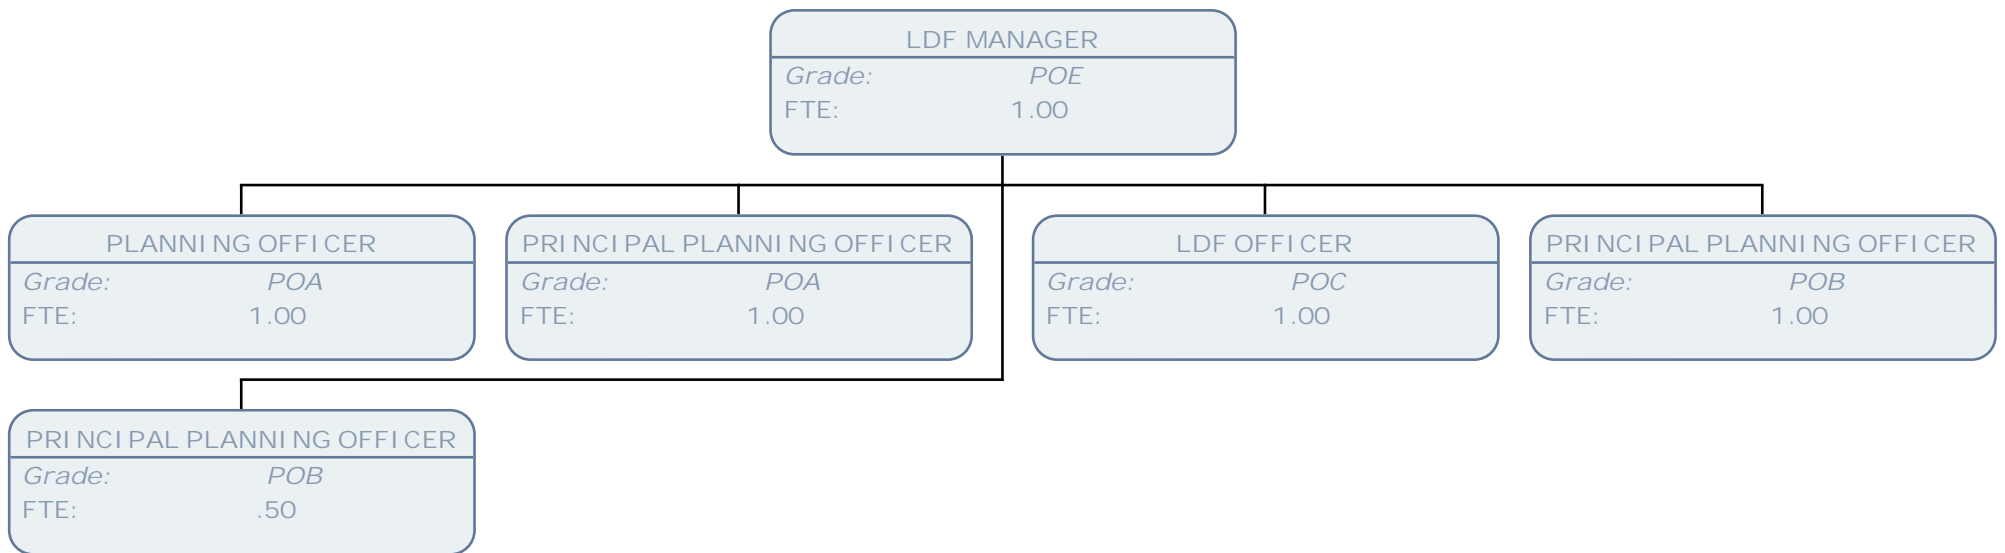 LDF MANAGER
Grade: POE
FTE: 1.00
PLANNING OFFICER
Grade: POA
FTE: 1.00
PRINCIPAL PLANNING OFFICER
Grade: POA
FTE: 1.00
LDF OFFICER
Grade: POC
FTE: 1.00
PRINCIPAL PLANNING OFFICER
Grade: POB
FTE: 1.00
PRINCIPAL PLANNING OFFICER
Grade: POB
FTE: .50